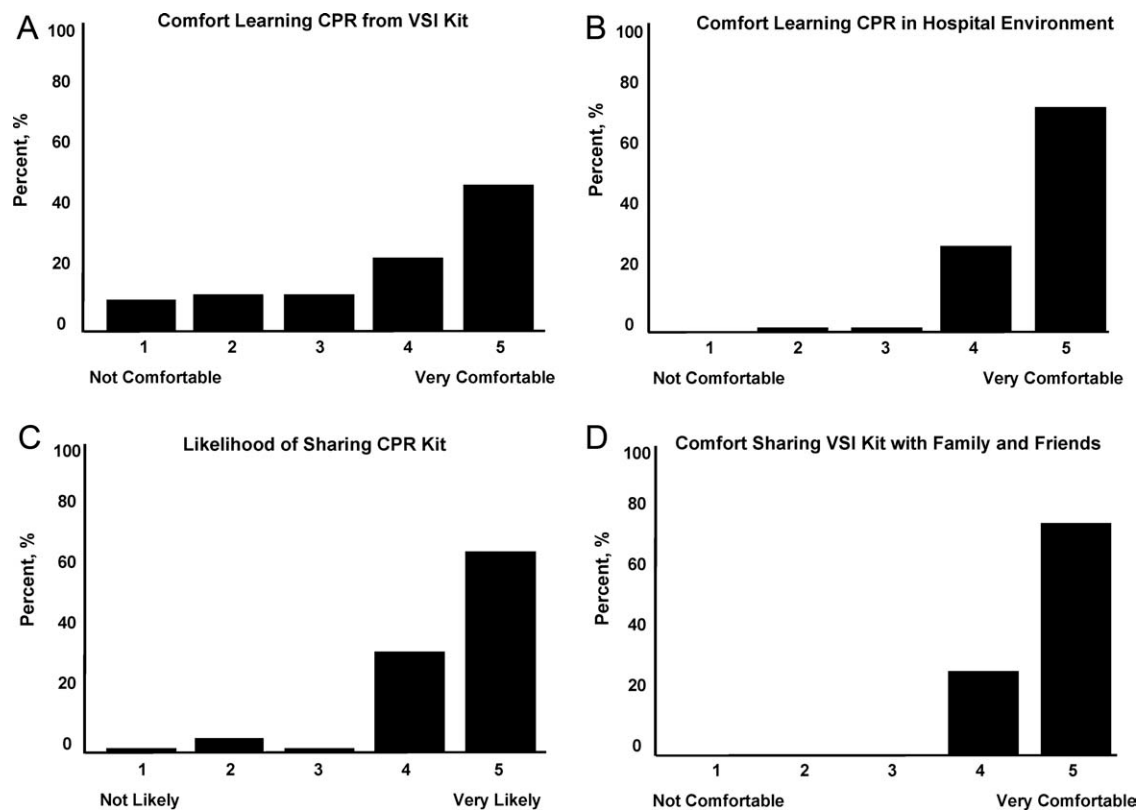 A
Comfort Learning CPR from VSI Kit
100
80
60
40
20
0
Percent, %
1 2 3 4 5
Not Comfortable Very Comfortable
B
Comfort Learning CPR in Hospital Environment
100
80
60
40
20
0
Percent, %
1 2 3 4 5
Not Comfortable Very Comfortable
C
Likelihood of Sharing CPR Kit
100
80
60
40
20
0
Percent, %
1 2 3 4 5
Not Likely Very Likely
D
Comfort Sharing VSI Kit with Family and Friends
100
80
60
40
20
0
Percent, %
1 2 3 4 5
Not Comfortable Very Comfortable